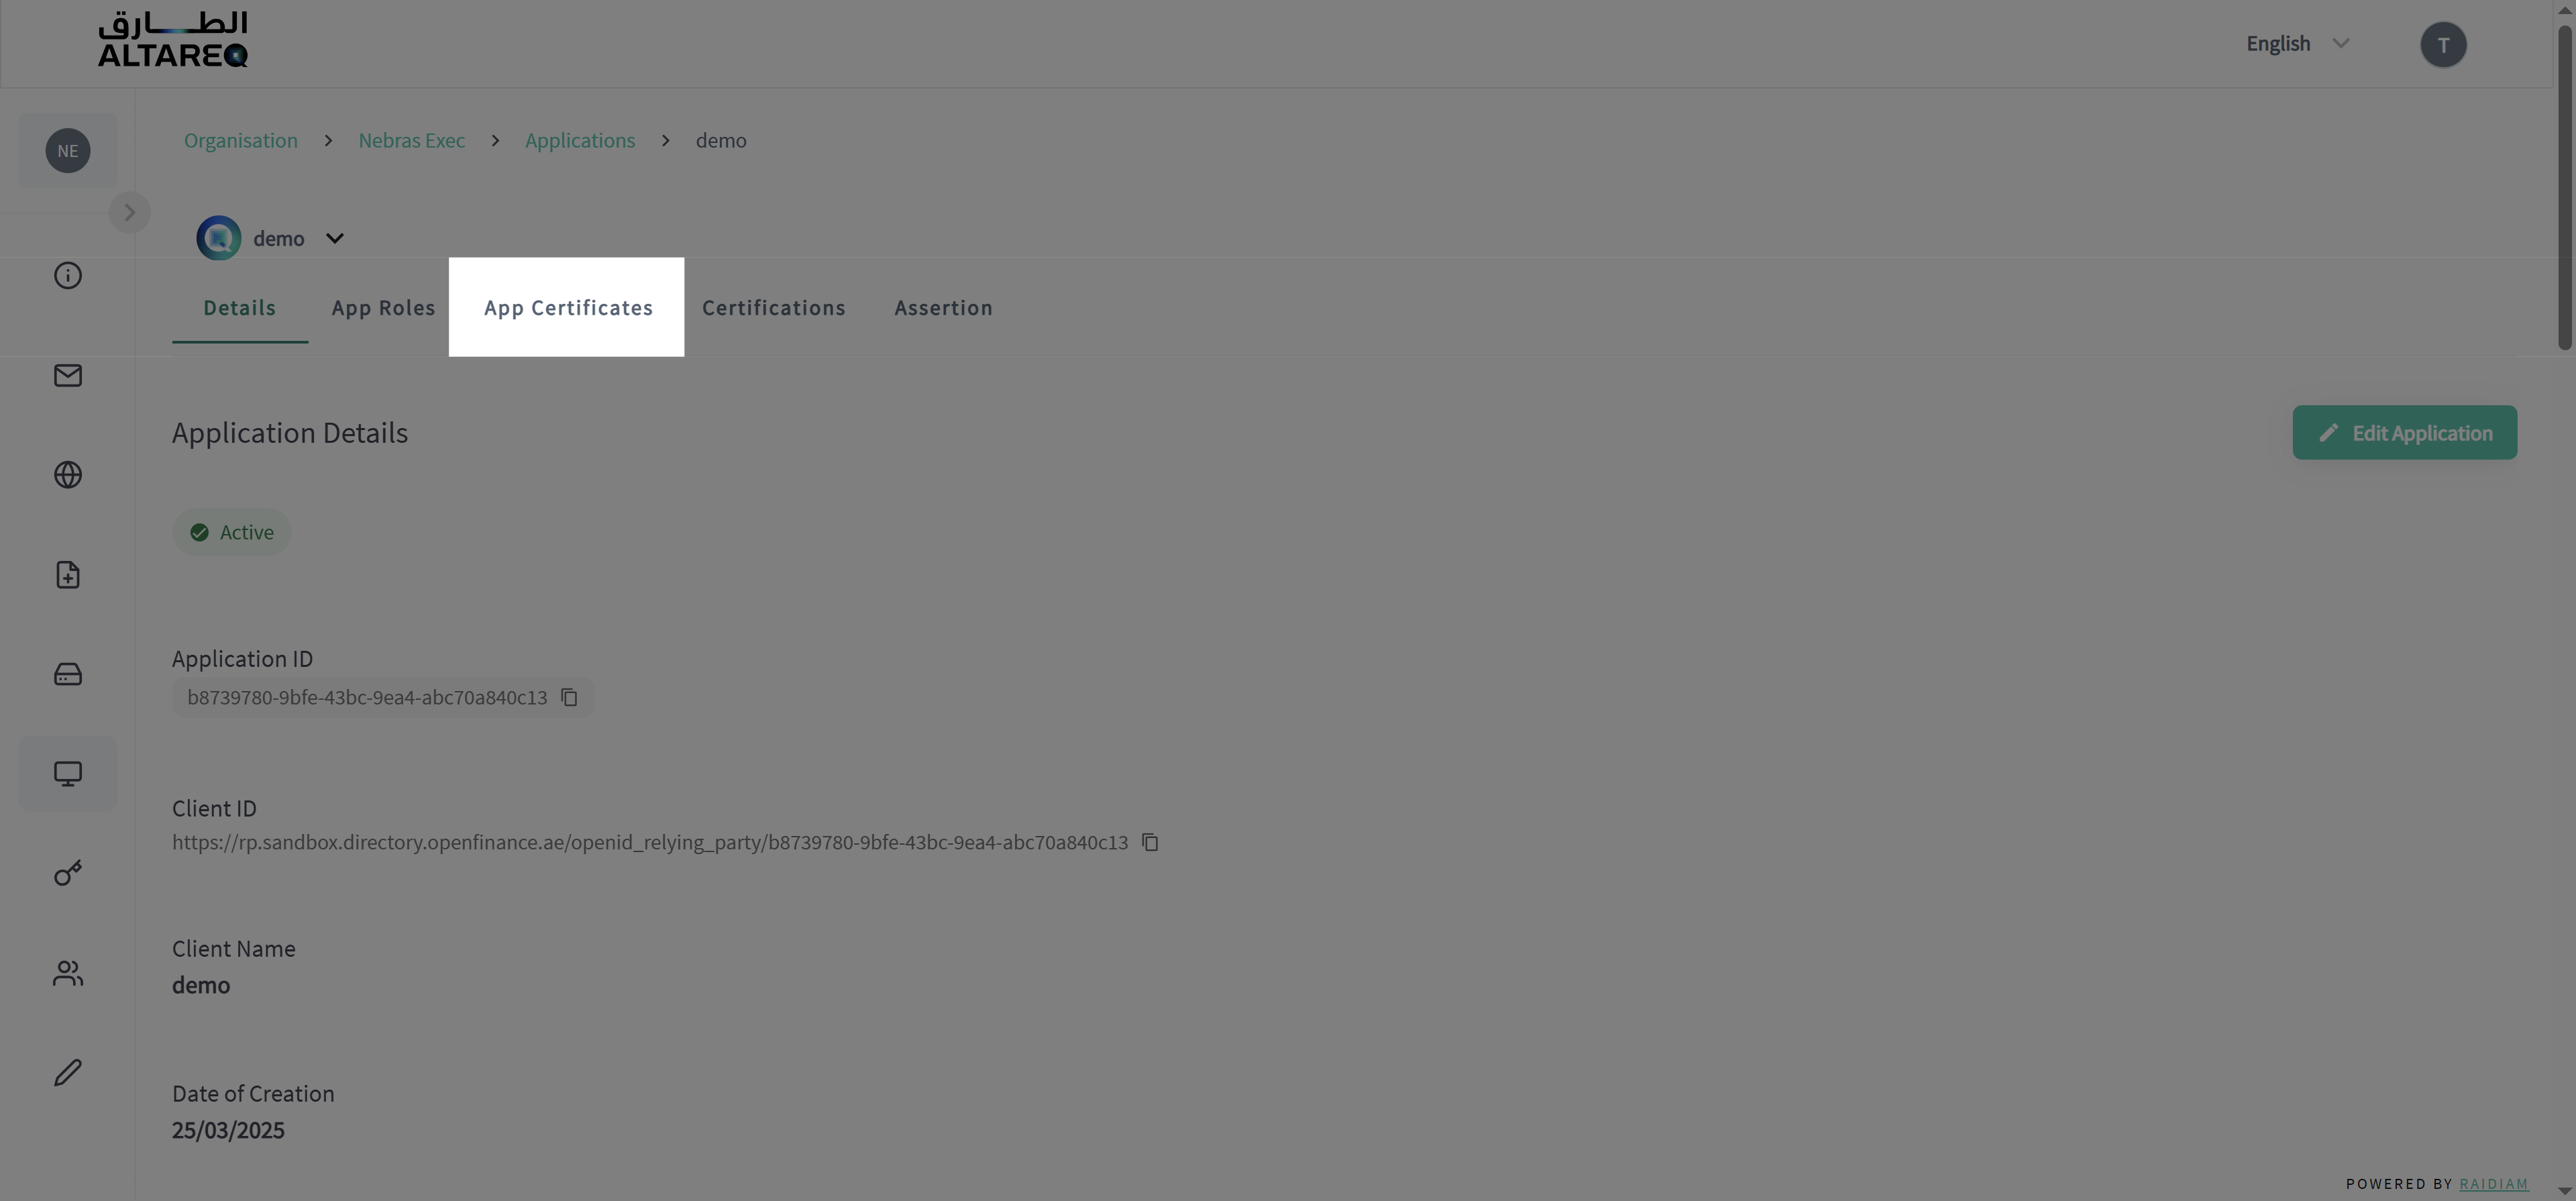 الطارق
ALTAREQ
English
T
NE
Organisation > Nebras Exec > Applications > demo
demo
Details App Roles App Certificates Certifications Assertion
Application Details
Edit Application
Active
Application ID
b8739780-9bfe-43bc-9ea4-abc70a840c13
Client ID
https://rp.sandbox.directory.openfinance.ae/openid_relying_party/b8739780-9bfe-43bc-9ea4-abc70a840c13
Client Name
demo
Date of Creation
25/03/2025
POWERED BY RAIDIAM